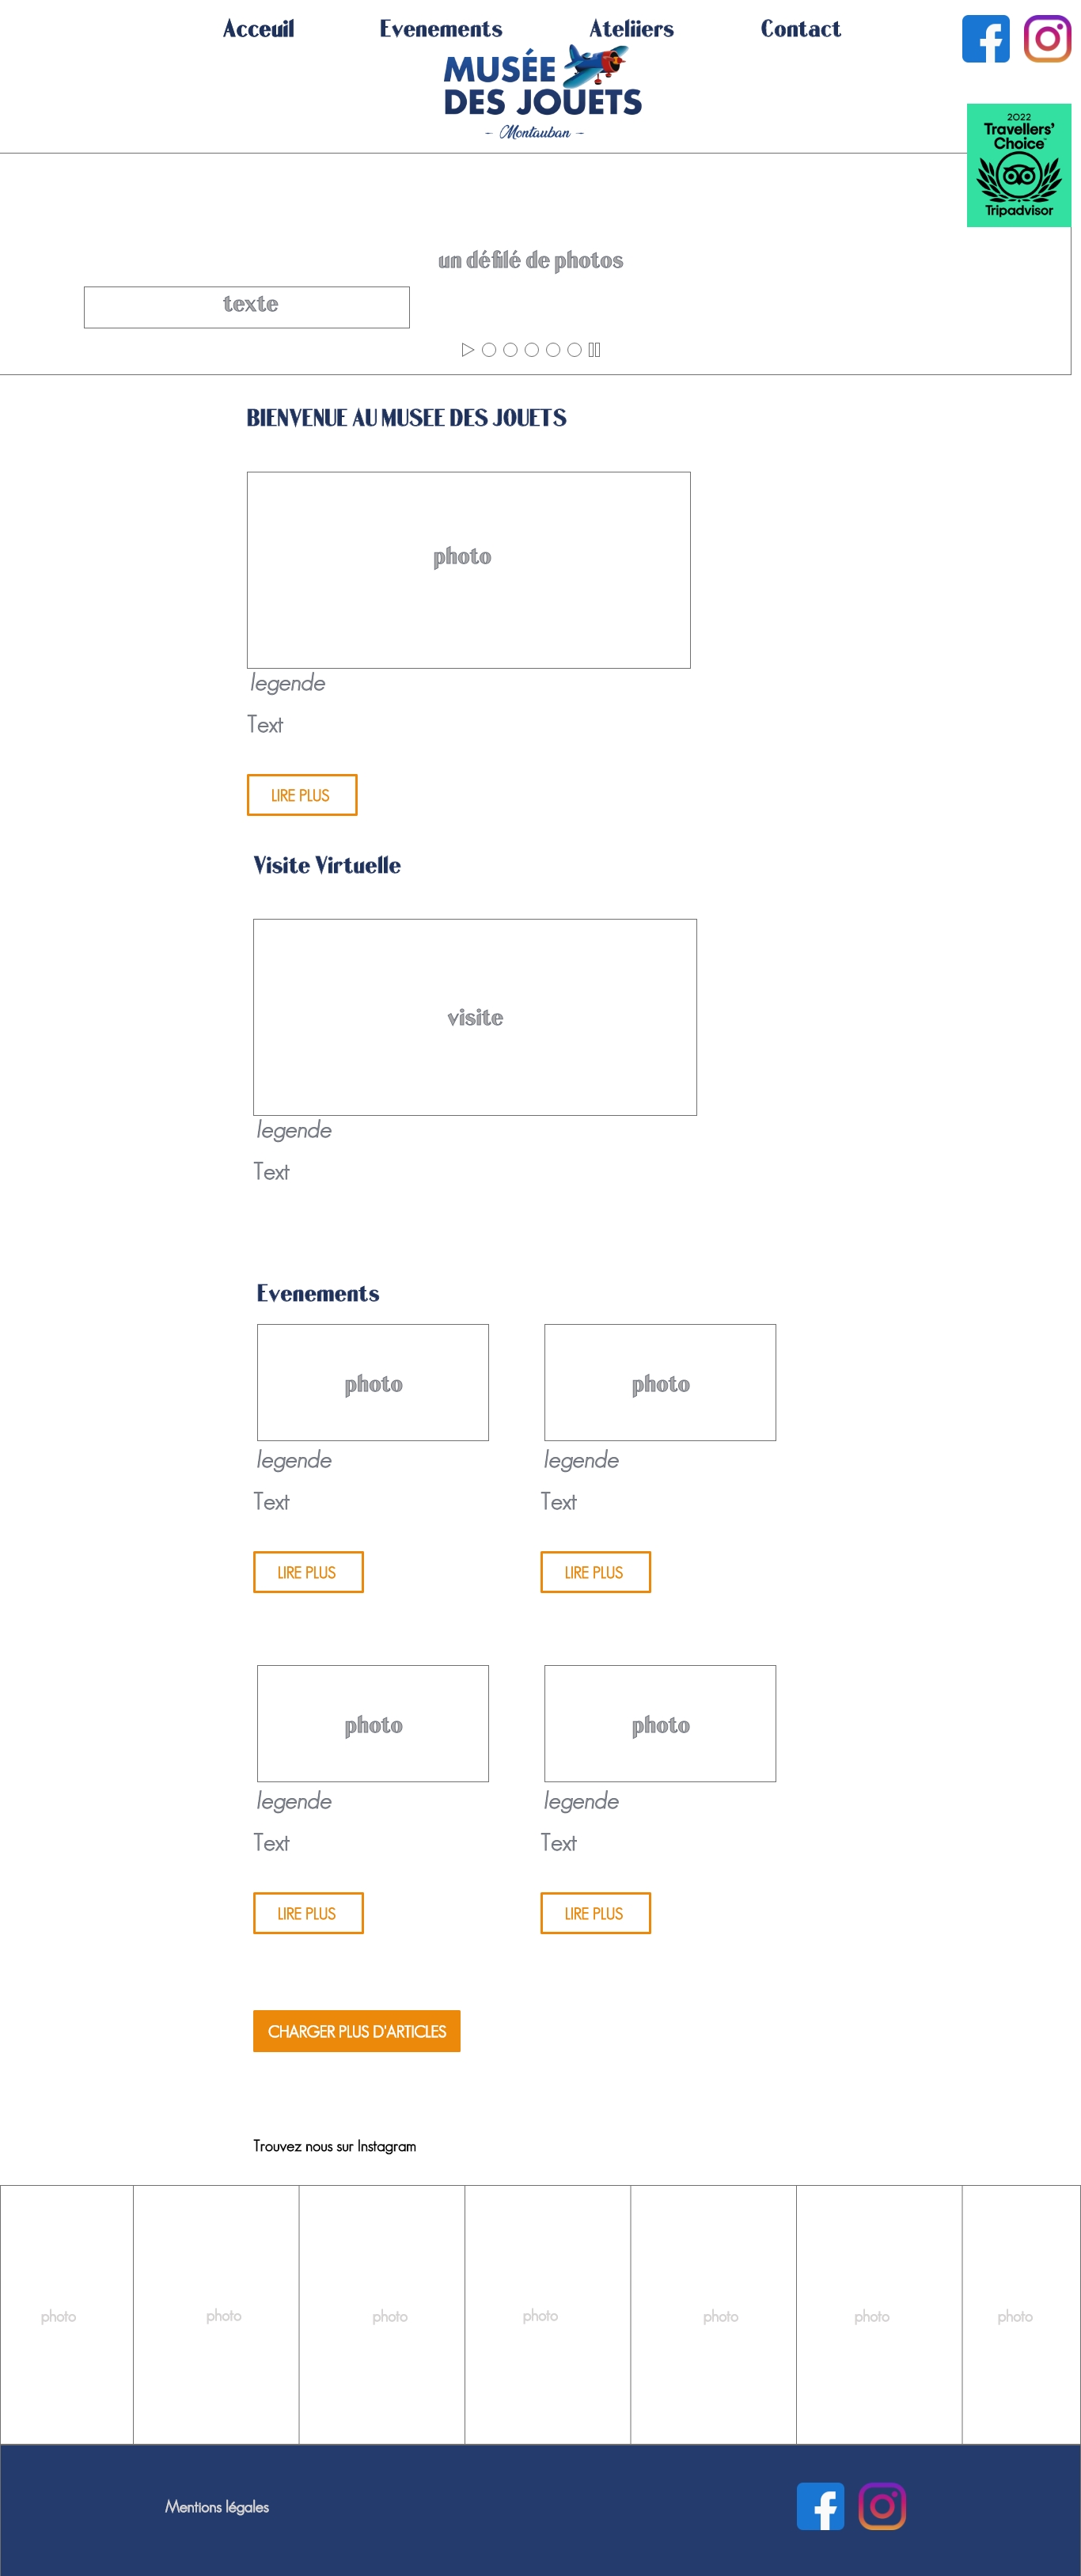 Acceuil Evenements Ateliiers Contact
MUSÉE
DES JOUETS
- Montauban -
2022
Travellers'
Choice™
Tripadvisor
un défilé de photos
texte
BIENVENUE AU MUSEE DES JOUETS
photo
legende
Text
LIRE PLUS
Visite Virtuelle
visite
legende
Text
Evenements
photo photo
legende legende
Text Text
LIRE PLUS LIRE PLUS
photo photo
legende legende
Text Text
LIRE PLUS LIRE PLUS
CHARGER PLUS D'ARTICLES
Trouvez nous sur Instagram
photo photo photo photo photo photo photo
Mentions légales